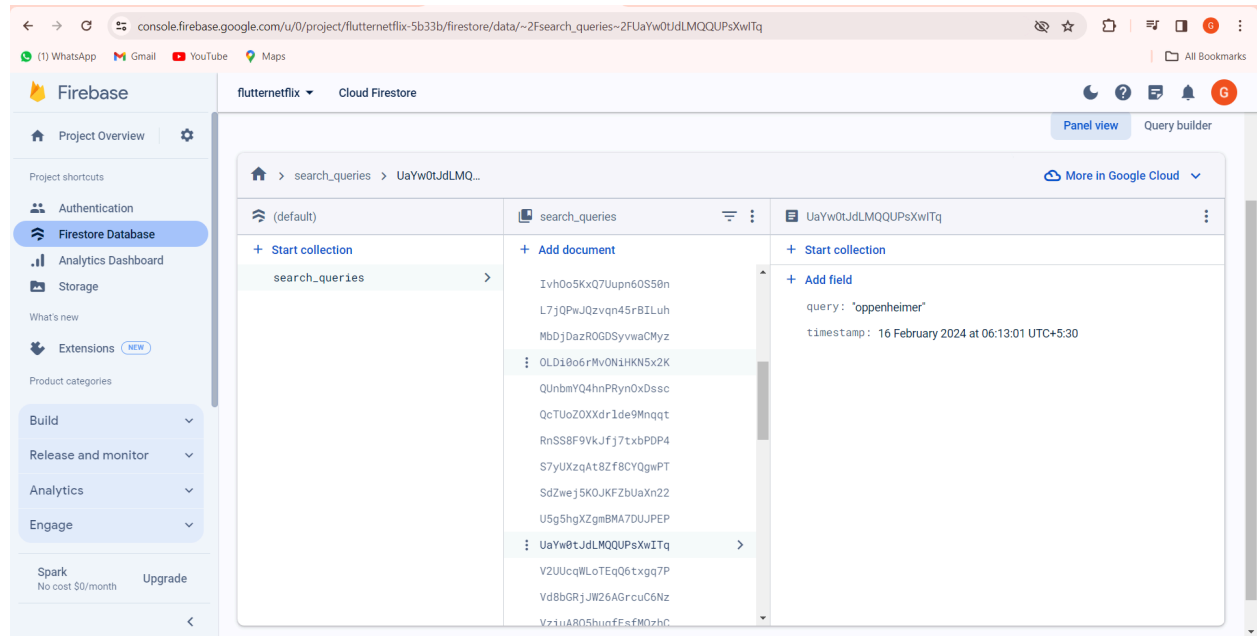 console.firebase.google.com/u/0/project/flutternetflix-5b33b/firestore/data/~2Fsearch_queries~2FUaYw0tJdLMQQUPsXwITq
G
(1) WhatsApp
Gmail
YouTube
Maps
All Bookmarks
Firebase
flutternetflix
Cloud Firestore
G
Project Overview
Panel view
Query builder
Project shortcuts
Authentication
Firestore Database
Analytics Dashboard
Storage
What's new
Extensions
NEW
Product categories
Build
Release and monitor
Analytics
Engage
Spark
No cost $0/month
Upgrade
search_queries
UaYw0tJdLMQ...
More in Google Cloud
(default)
+ Start collection
search_queries
search_queries
+ Add document
IvhOo5KxQ7Uupn6OS50n
L7jQPwJQzvqn45rBILuh
MbDjDazROGDSyvwaCMyz
OLDi0o6rMvONiHKN5x2K
QUnbmYQ4hnPRynOxDssc
QcTUoZOXXdrlde9Mnqqt
RnSS8F9VkJfj7txbPDP4
S7yUXzqAt8Zf8CYQgwPT
SdZwej5KOJKFZbUaXn22
U5g5hgXZgmBMA7DUJPEP
UaYw0tJdLMQQUPsXwITq
V2UUcqWLoTEqQ6txgq7P
Vd8bGRjJW26AGrcuC6Nz
UaYw0tJdLMQQUPsXwITq
+ Start collection
+ Add field
query: "oppenheimer"
timestamp: 16 February 2024 at 06:13:01 UTC+5:30